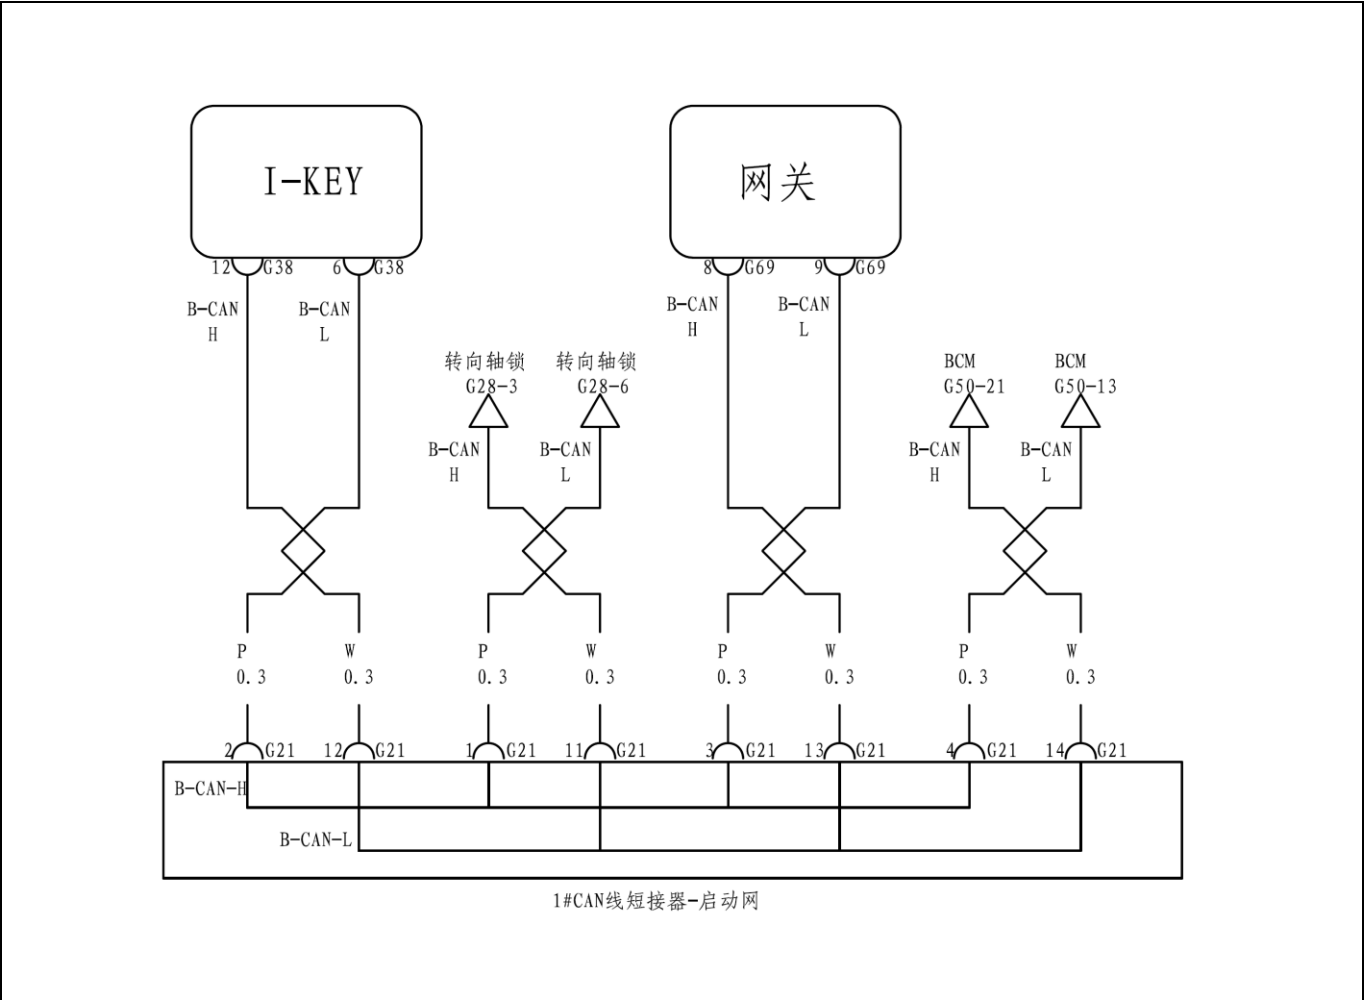 I-KEY
网关
12 G38 6 G38
8 G69 9 G69
B-CAN B-CAN
H L
B-CAN B-CAN
H L
转向轴锁 转向轴锁
G28-3 G28-6
BCM BCM
G50-21 G50-13
B-CAN B-CAN
H L
B-CAN B-CAN
H L
P W P W P W P W
0.3 0.3 0.3 0.3 0.3 0.3 0.3 0.3
2 G21 12 G21 1 G21 11 G21 3 G21 13 G21 4 G21 14 G21
B-CAN-H
B-CAN-L
1#CAN线短接器-启动网